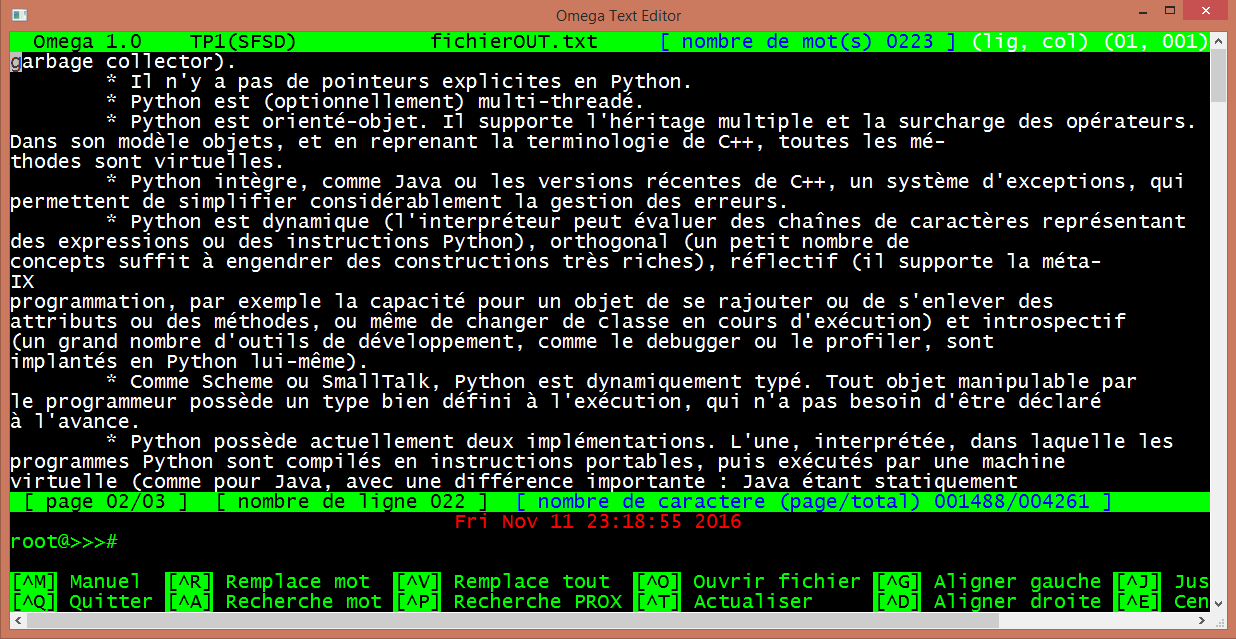 Omega Text Editor
Omega 1.0 TP1(SFSD) fichierOUT.txt [ nombre de mot(s) 0223 ] (lig, col) (01, 001)
garbage collector).
* Il n'y a pas de pointeurs explicites en Python.
* Python est (optionnellement) multi-threadé.
* Python est orienté-objet. Il supporte l'héritage multiple et la surcharge des opérateurs.
Dans son modèle objets, et en reprenant la terminologie de C++, toutes les mé-
thodes sont virtuelles.
* Python intègre, comme Java ou les versions récentes de C++, un système d'exceptions, qui
permettent de simplifier considérablement la gestion des erreurs.
* Python est dynamique (l'interpréteur peut évaluer des chaînes de caractères représentant
des expressions ou des instructions Python), orthogonal (un petit nombre de
concepts suffit à engendrer des constructions très riches), réflectif (il supporte la méta-
IX
programmation, par exemple la capacité pour un objet de se rajouter ou de s'enlever des
attributs ou des méthodes, ou même de changer de classe en cours d'exécution) et introspectif
(un grand nombre d'outils de développement, comme le debugger ou le profiler, sont
implantés en Python lui-même).
* Comme Scheme ou SmallTalk, Python est dynamiquement typé. Tout objet manipulable par
le programmeur possède un type bien défini à l'exécution, qui n'a pas besoin d'être déclaré
à l'avance.
* Python possède actuellement deux implémentations. L'une, interprétée, dans laquelle les
programmes Python sont compilés en instructions portables, puis exécutés par une machine
virtuelle (comme pour Java, avec une différence importante : Java étant statiquement
[ page 02/03 ] [ nombre de ligne 022 ] [ nombre de caractere (page/total) 001488/004261 ]
Fri Nov 11 23:18:55 2016
root@>>>#
[^M] Manuel [^R] Remplace mot [^V] Remplace tout [^O] Ouvrir fichier [^G] Aligner gauche [^J] Jus
[^Q] Quitter [^A] Recherche mot [^P] Recherche PROX [^T] Actualiser [^D] Aligner droite [^E] Cen